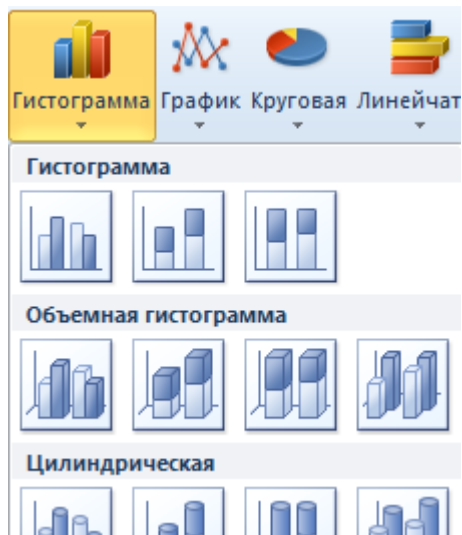 Гистограмма График Круговая Линейчат
Гистограмма
Объемная гистограмма
Цилиндрическая